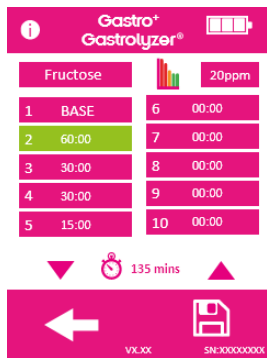 i
Gastro+
Gastrolyzer®
Fructose
20ppm
1 BASE
2 60:00
3 30:00
4 30:00
5 15:00
6 00:00
7 00:00
8 00:00
9 00:00
10 00:00
135 mins
VX.XX
SN:XXXXXXXX